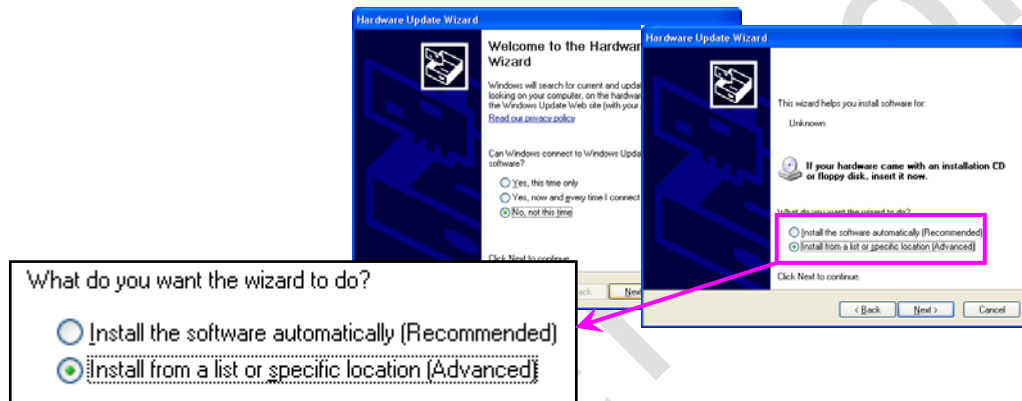 Hardware Update Wizard
Welcome to the Hardwar
Wizard
Windows will search for current and upda
looking on your computer, on the hardwar
the Windows Update Web site (with your
Read our privacy policy
Can Windows connect to Windows Upda
software?
Yes, this time only
Yes, now and every time I connect
No, not this time
Click Next to continue.
Nex
Hardware Update Wizard
This wizard helps you install software for:
Unknown
If your hardware came with an installation CD
or floppy disk, insert it now.
What do you want the wizard to do?
Install the software automatically (Recommended)
Install from a list or specific location (Advanced)
Click Next to continue.
< Back Next > Cancel
What do you want the wizard to do?
Install the software automatically (Recommended)
Install from a list or specific location (Advanced)